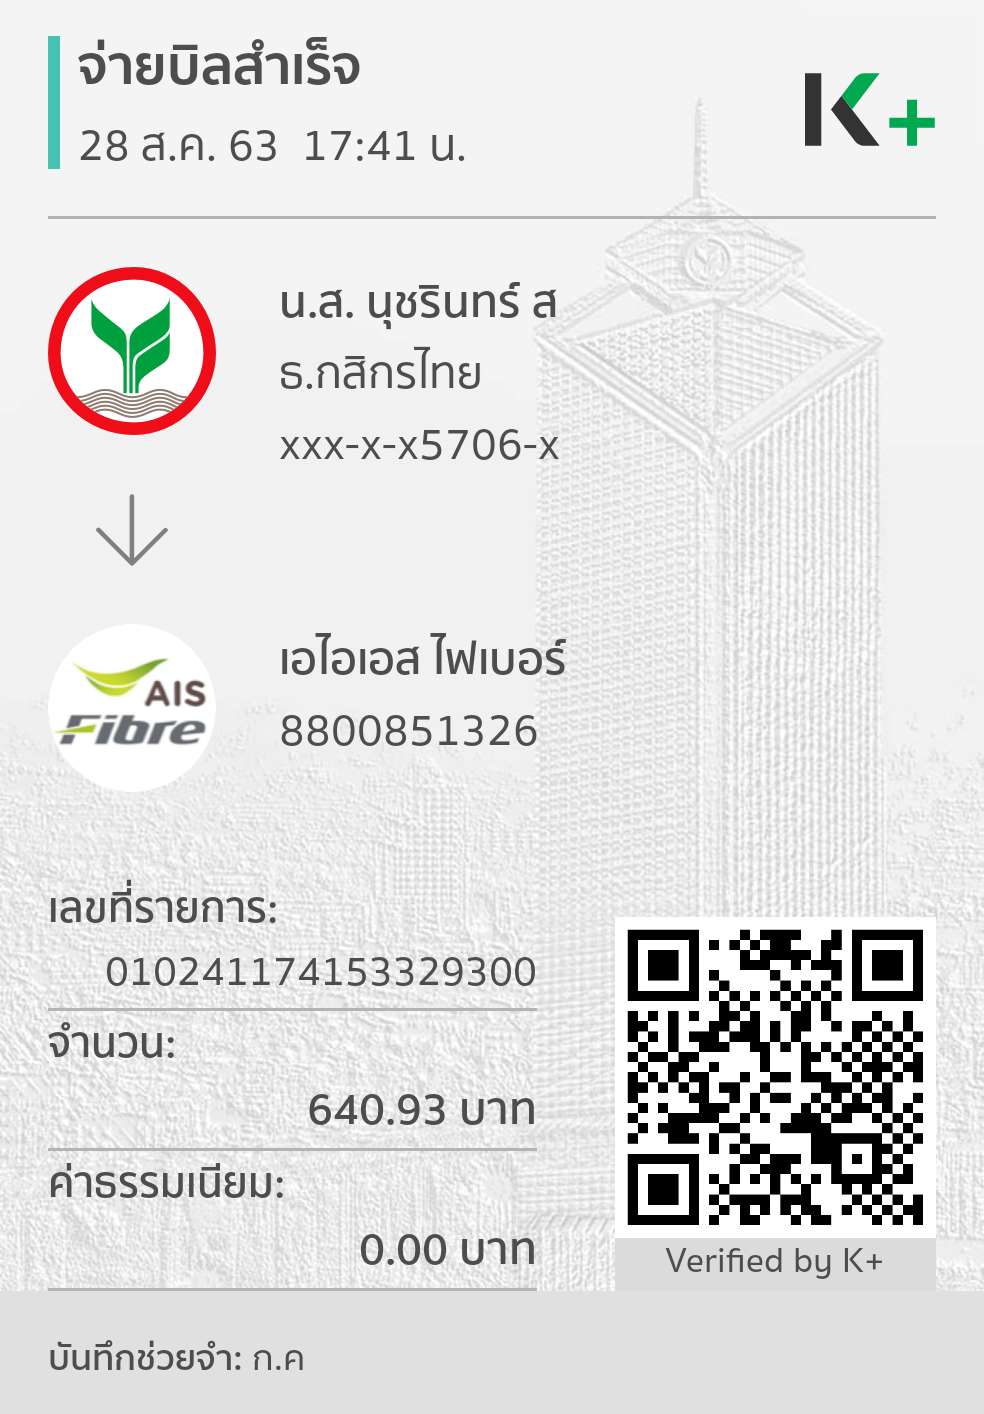 จ่ายบิลสำเร็จ
28 ส.ค. 63 17:41 น.
K+
น.ส. นุชรินทร์ ส
ธ.กสิกรไทย
xxx-x-x5706-x
AIS
Fibre
เอไอเอส ไฟเบอร์
8800851326
เลขที่รายการ:
010241174153329300
จำนวน:
640.93 บาท
ค่าธรรมเนียม:
0.00 บาท
Verified by K+
บันทึกช่วยจำ: ก.ค